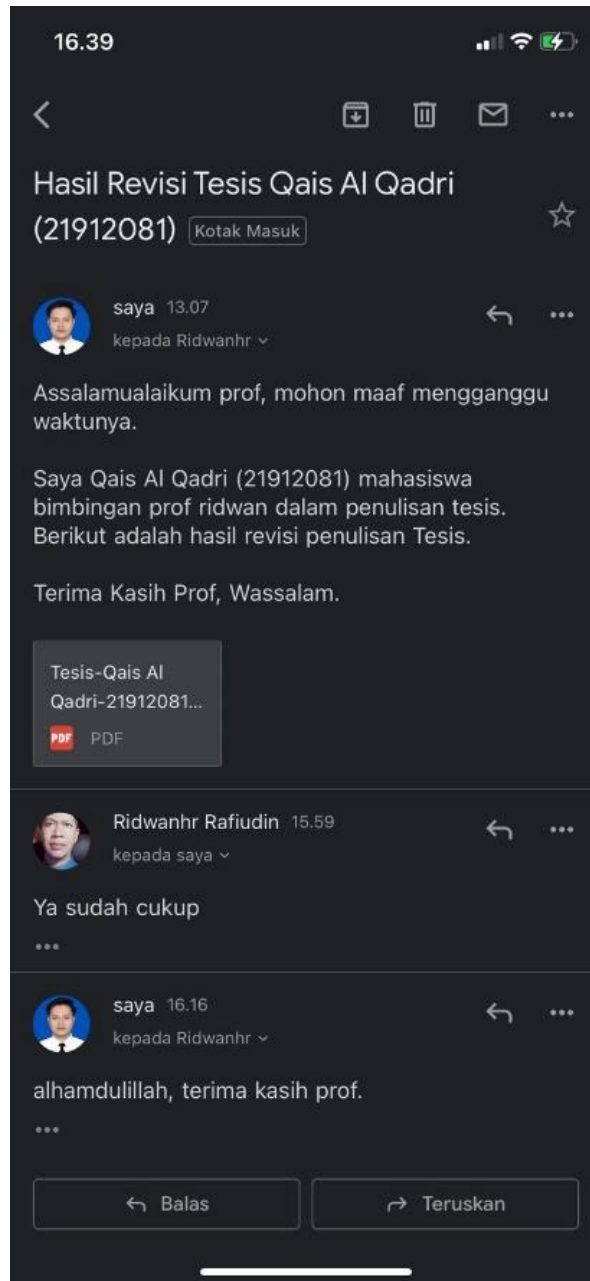 16.39
Hasil Revisi Tesis Qais Al Qadri
(21912081) Kotak Masuk
saya 13.07
kepada Ridwanhr
Assalamualaikum prof, mohon maaf mengganggu
waktunya.
Saya Qais Al Qadri (21912081) mahasiswa
bimbingan prof ridwan dalam penulisan tesis.
Berikut adalah hasil revisi penulisan Tesis.
Terima Kasih Prof, Wassalam.
Tesis-Qais Al
Qadri-21912081...
PDF PDF
Ridwanhr Rafiudin 15.59
kepada saya
Ya sudah cukup
saya 16.16
kepada Ridwanhr
alhamdulillah, terima kasih prof.
Balas Teruskan